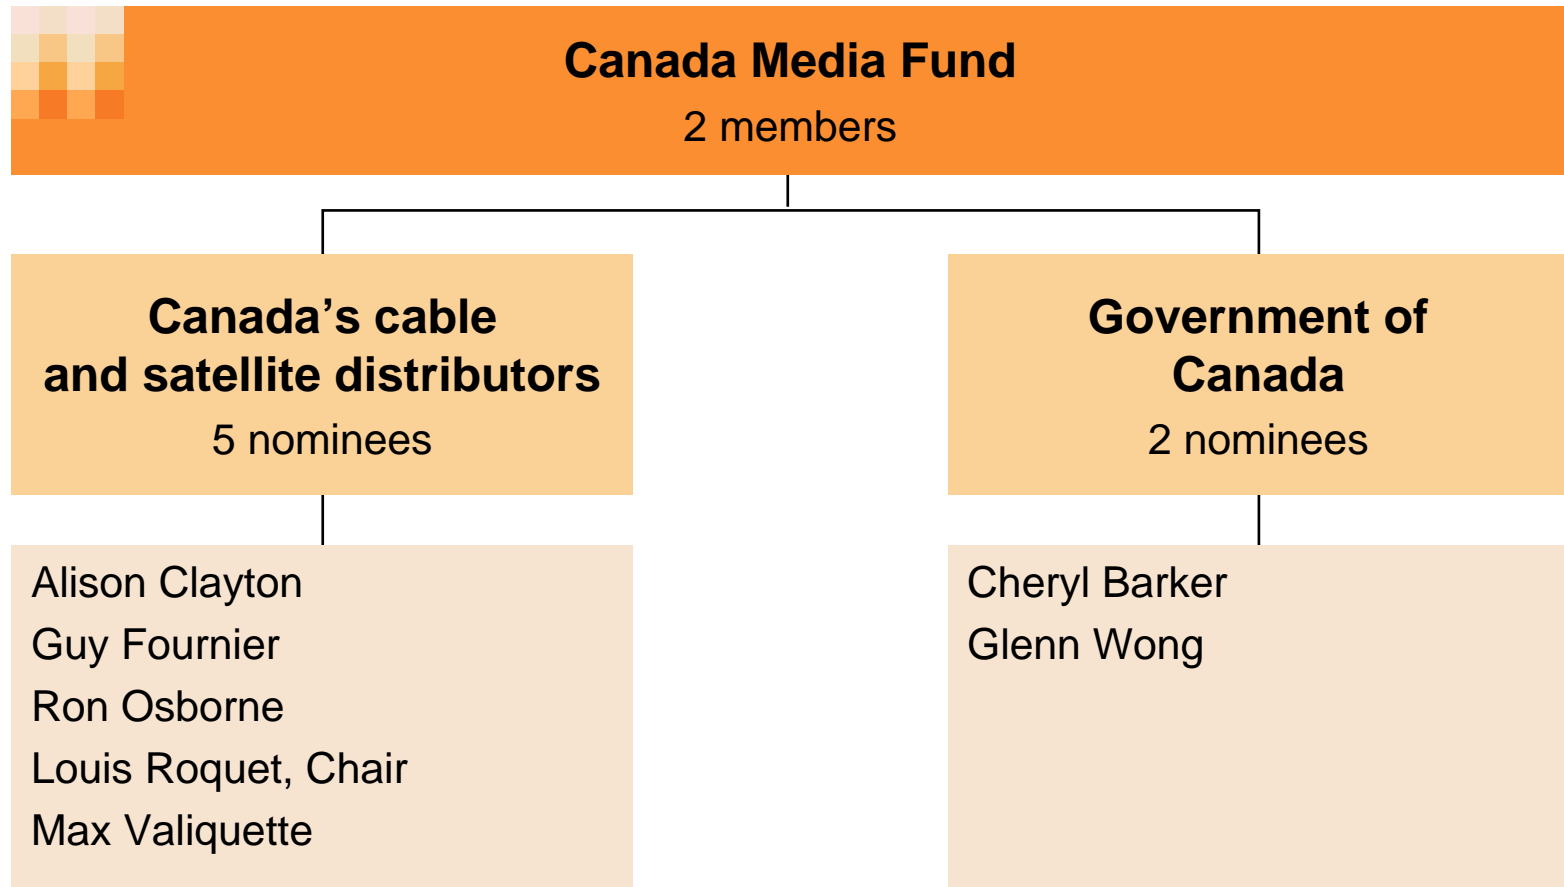 Canada Media Fund
2 members
Canada’s cable
and satellite distributors
5 nominees
Government of
Canada
2 nominees
Alison Clayton
Guy Fournier
Ron Osborne
Louis Roquet, Chair
Max Valiquette
Cheryl Barker
Glenn Wong